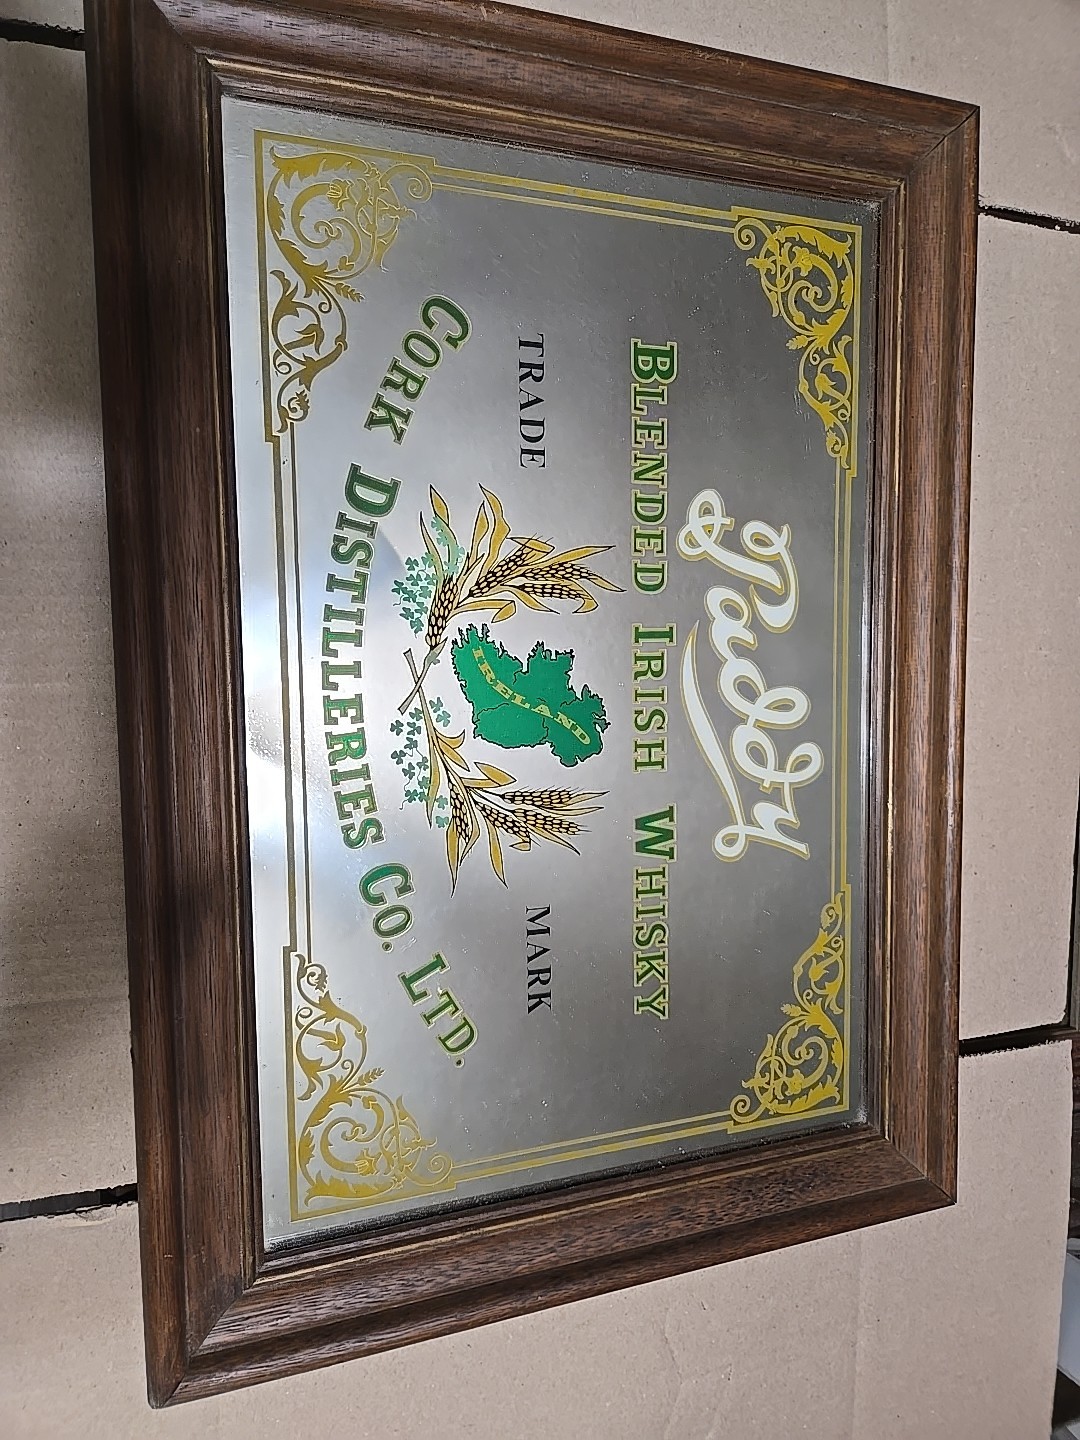 Paddy
BLENDED IRISH WHISKY
TRADE MARK
IRELAND
CORK DISTILLERIES CO. LTD.